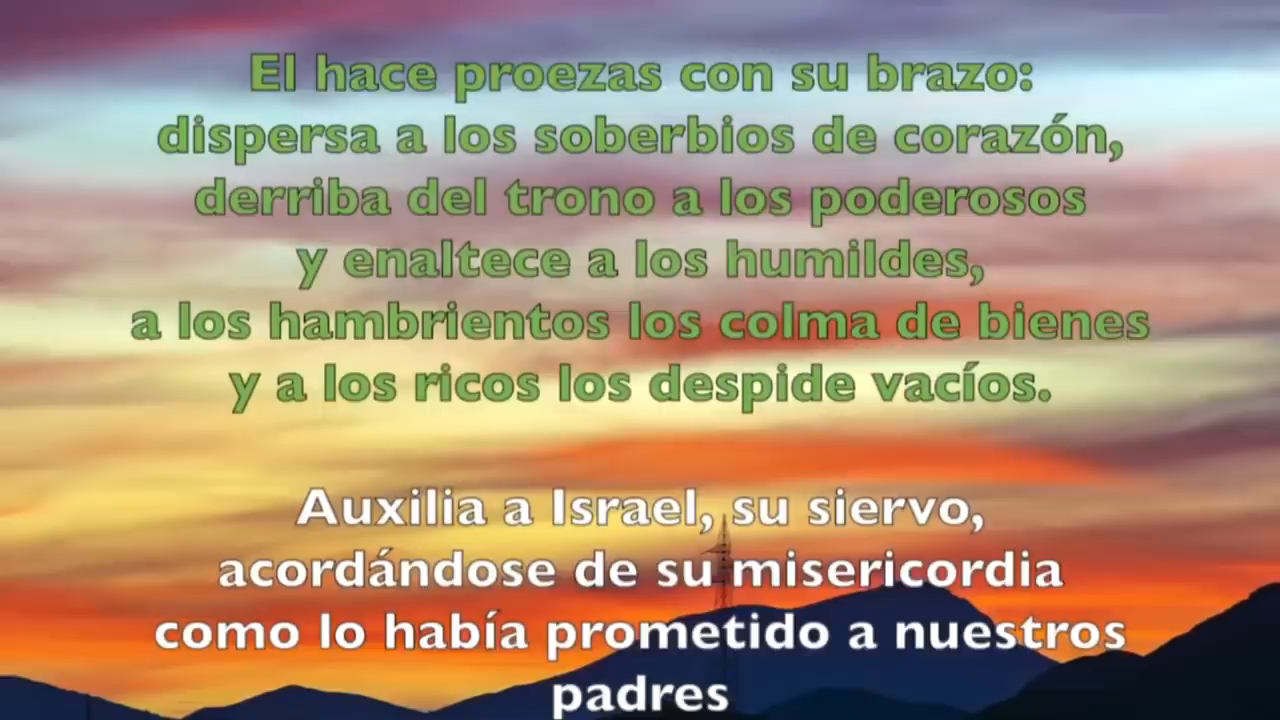 El hace proezas con su brazo:
dispersa a los soberbios de corazón,
derriba del trono a los poderosos
y enaltece a los humildes,
a los hambrientos los colma de bienes
y a los ricos los despide vacíos.
Auxilia a Israel, su siervo,
acordándose de su misericordia
como lo había prometido a nuestros
padres